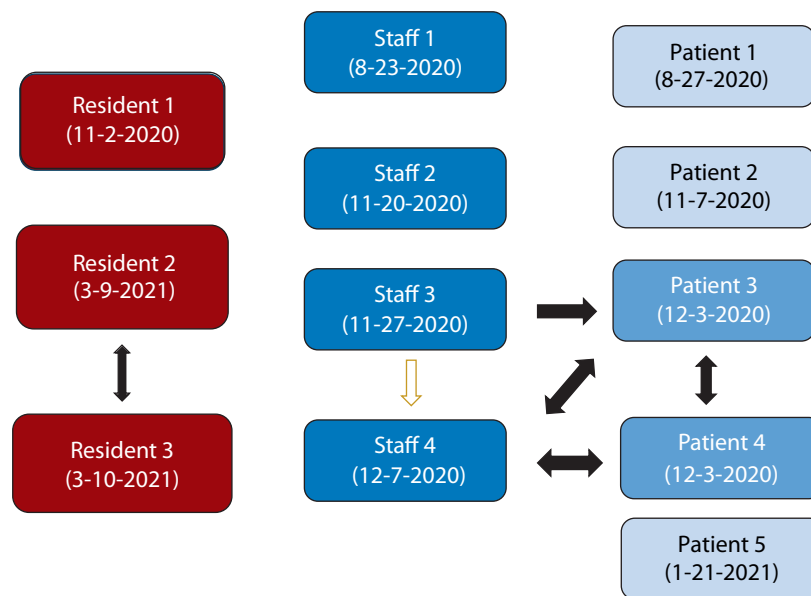 Resident 1
(11-2-2020)
Resident 2
(3-9-2021)
Resident 3
(3-10-2021)
Staff 1
(8-23-2020)
Staff 2
(11-20-2020)
Staff 3
(11-27-2020)
Staff 4
(12-7-2020)
Patient 1
(8-27-2020)
Patient 2
(11-7-2020)
Patient 3
(12-3-2020)
Patient 4
(12-3-2020)
Patient 5
(1-21-2021)